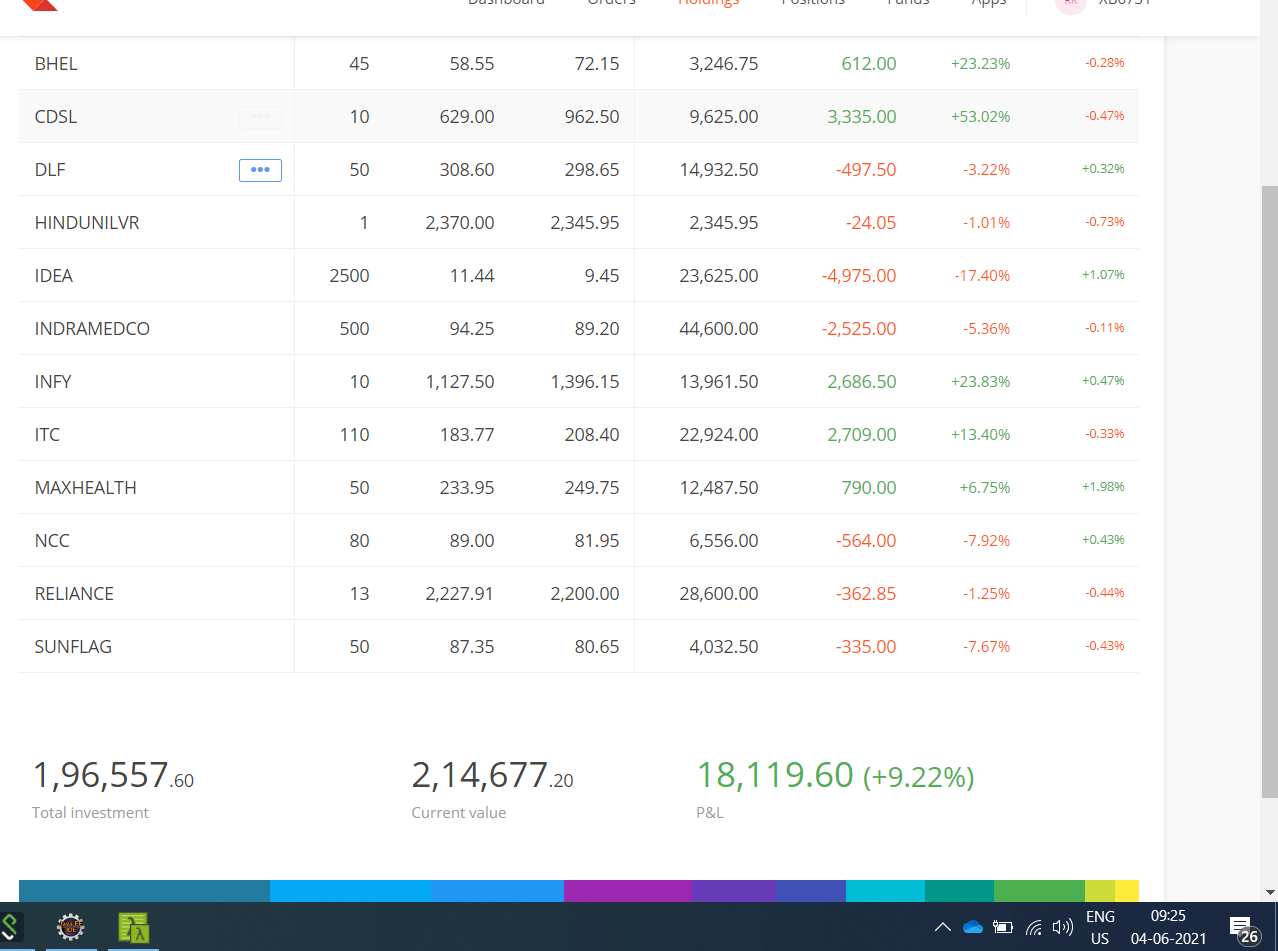 Dashboard Orders Holdings Positions Funds Apps RK
BHEL 45 58.55 72.15 3,246.75 612.00 +23.23% -0.28%
CDSL ••• 10 629.00 962.50 9,625.00 3,335.00 +53.02% -0.47%
DLF ••• 50 308.60 298.65 14,932.50 -497.50 -3.22% +0.32%
HINDUNILVR 1 2,370.00 2,345.95 2,345.95 -24.05 -1.01% -0.73%
IDEA 2500 11.44 9.45 23,625.00 -4,975.00 -17.40% +1.07%
INDRAMEDCO 500 94.25 89.20 44,600.00 -2,525.00 -5.36% -0.11%
INFY 10 1,127.50 1,396.15 13,961.50 2,686.50 +23.83% +0.47%
ITC 110 183.77 208.40 22,924.00 2,709.00 +13.40% -0.33%
MAXHEALTH 50 233.95 249.75 12,487.50 790.00 +6.75% +1.98%
NCC 80 89.00 81.95 6,556.00 -564.00 -7.92% +0.43%
RELIANCE 13 2,227.91 2,200.00 28,600.00 -362.85 -1.25% -0.44%
SUNFLAG 50 87.35 80.65 4,032.50 -335.00 -7.67% -0.43%
1,96,557.60 2,14,677.20 18,119.60 (+9.22%)
Total investment Current value P&L
ENG 09:25
US 04-06-2021 26